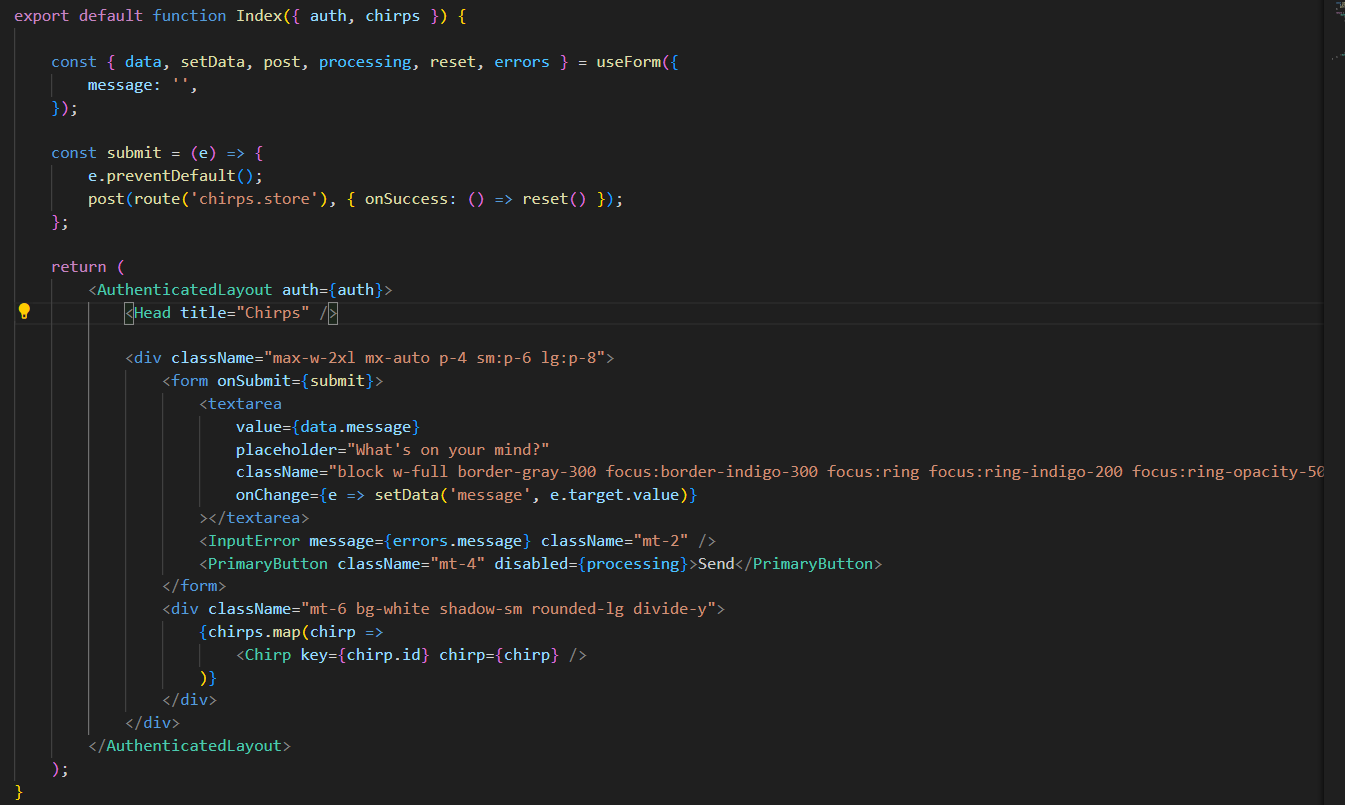 export default function Index({ auth, chirps }) {
const { data, setData, post, processing, reset, errors } = useForm({
message: '',
});
const submit = (e) => {
e.preventDefault();
post(route('chirps.store'), { onSuccess: () => reset() });
};
return (
<AuthenticatedLayout auth={auth}>
<Head title="Chirps" />
<div className="max-w-2xl mx-auto p-4 sm:p-6 lg:p-8">
<form onSubmit={submit}>
<textarea
value={data.message}
placeholder="What's on your mind?"
className="block w-full border-gray-300 focus:border-indigo-300 focus:ring focus:ring-indigo-200 focus:ring-opacity-50
onChange={e => setData('message', e.target.value)}
></textarea>
<InputError message={errors.message} className="mt-2" />
<PrimaryButton className="mt-4" disabled={processing}>Send</PrimaryButton>
</form>
<div className="mt-6 bg-white shadow-sm rounded-lg divide-y">
{chirps.map(chirp =>
<Chirp key={chirp.id} chirp={chirp} />
)}
</div>
</div>
</AuthenticatedLayout>
);
}